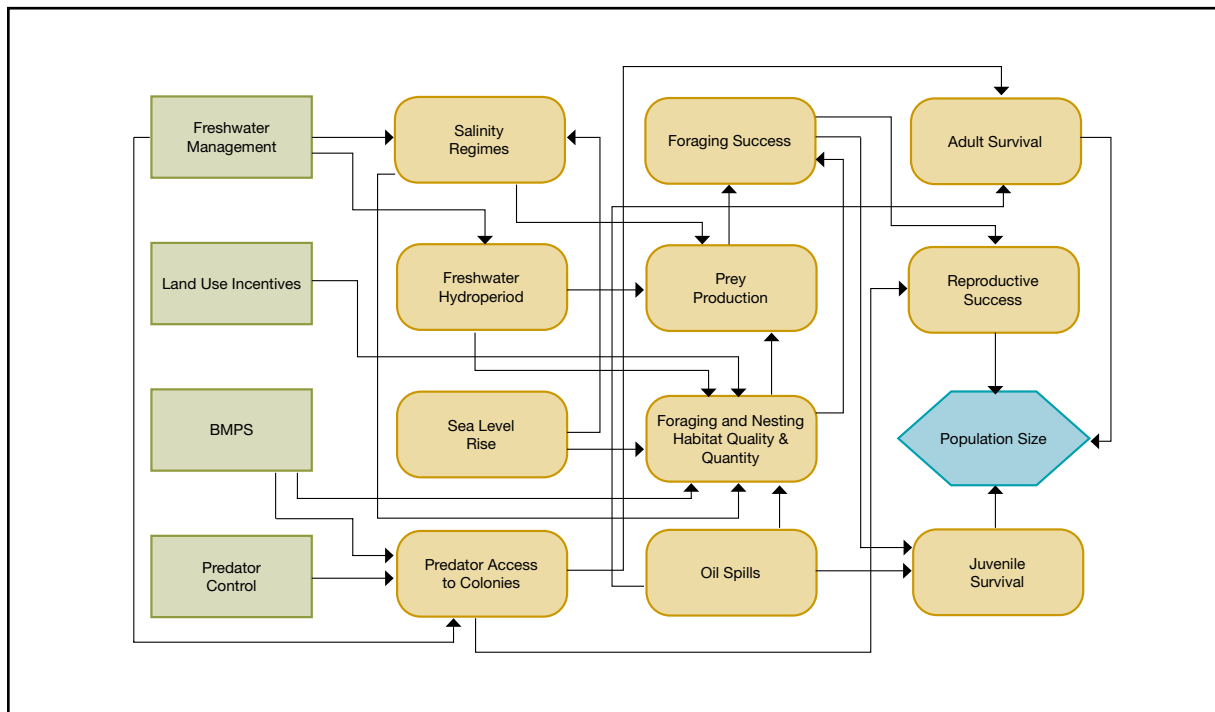 Freshwater
Management
Salinity
Regimes
Foraging Success
Adult Survival
Land Use Incentives
Freshwater
Hydroperiod
Prey
Production
Reproductive
Success
BMPS
Sea Level
Rise
Foraging and Nesting
Habitat Quality &
Quantity
Population Size
Predator
Control
Predator Access
to Colonies
Oil Spills
Juvenile
Survival